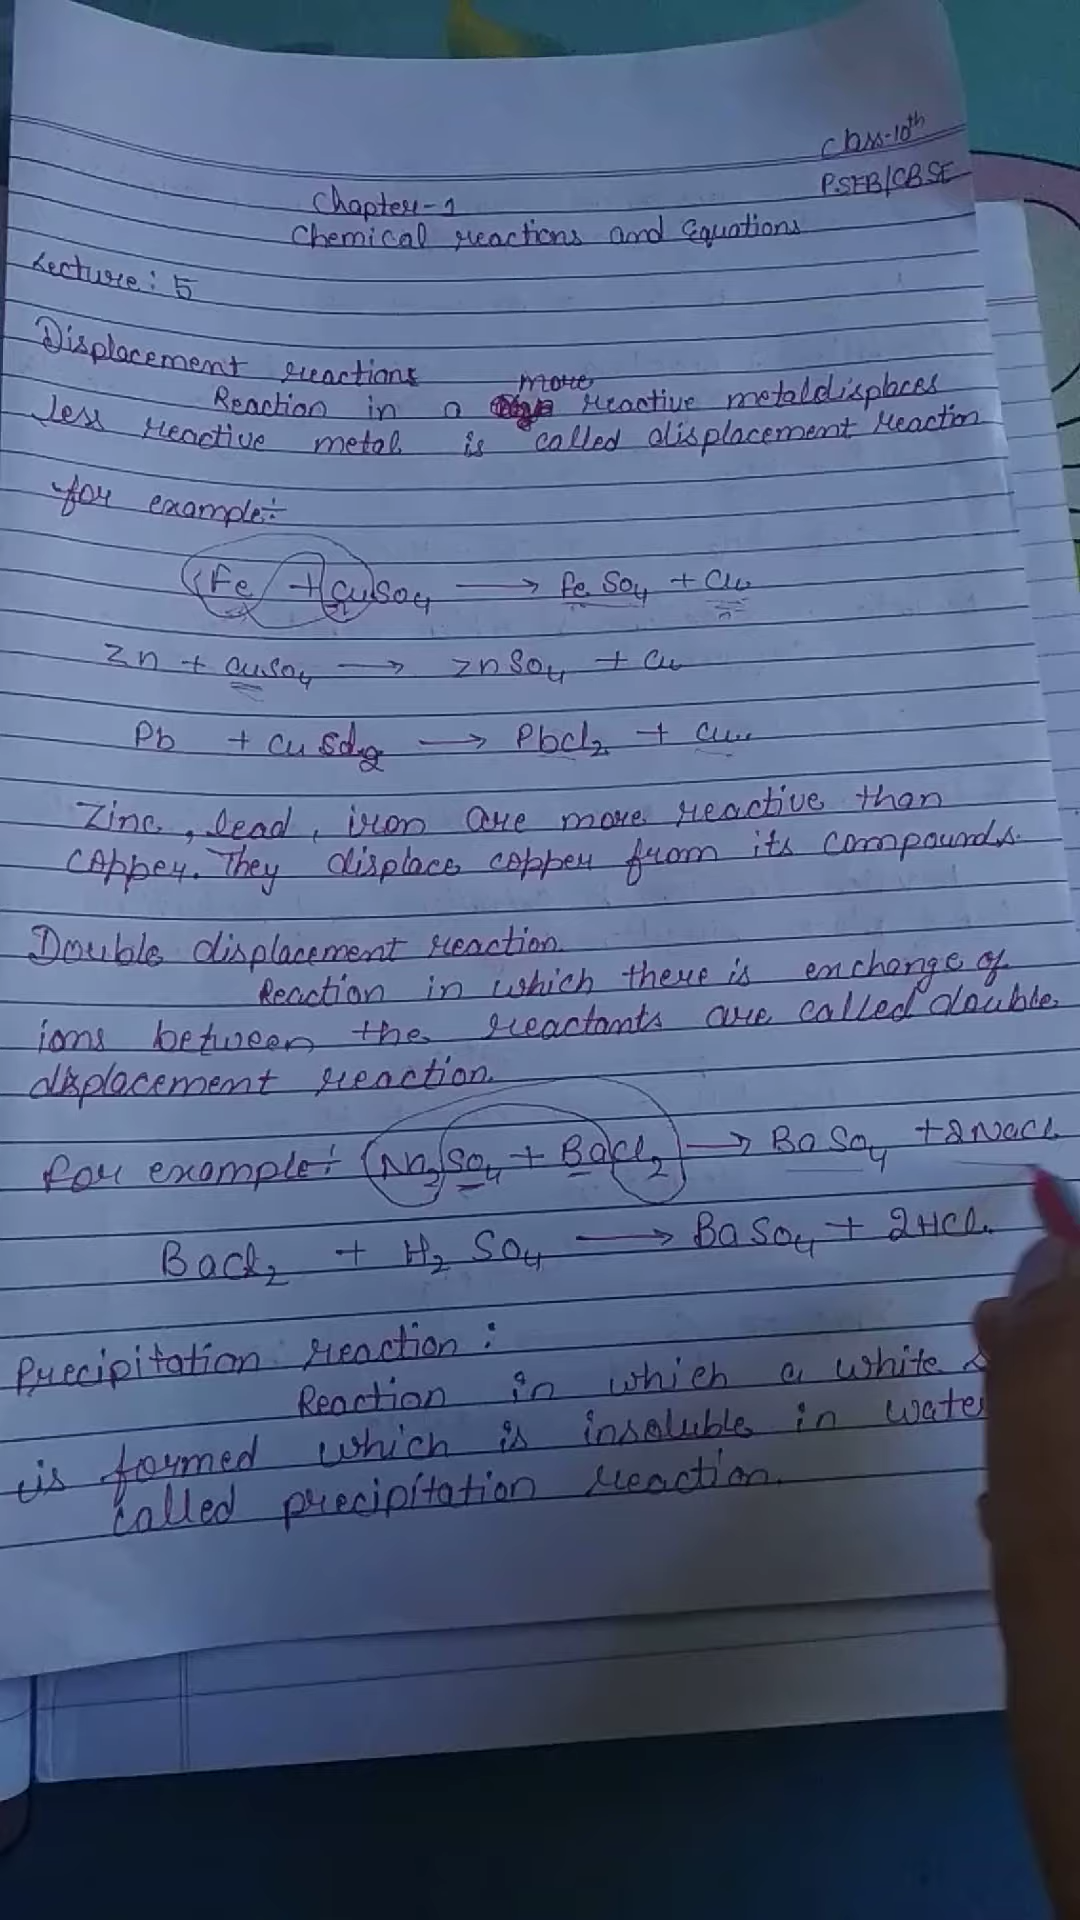 Class-10th
PSEB/CBSE
Chapter-1
Chemical reactions and Equations
Lecture: 5
Displacement reactions
Reaction in a more reactive metal displaces
less reactive metal is called displacement reaction
for example:-
Fe + CuSO4 → FeSO4 + Cu
Zn + CuSO4 → ZnSO4 + Cu
Pb + Cu → PbCl2 + Cu
Zinc, lead, iron are more reactive than
copper. They displace copper from its compounds.
Double displacement reaction
Reaction in which there is exchange of
ions between the reactants are called double
displacement reaction.
for example:- Na2SO4 + BaCl2 → BaSO4 + 2NaCl
BaCl2 + H2SO4 → BaSO4 + 2HCl.
Precipitation reaction:
Reaction in which a white
is formed which is insoluble in
called precipitation reaction.